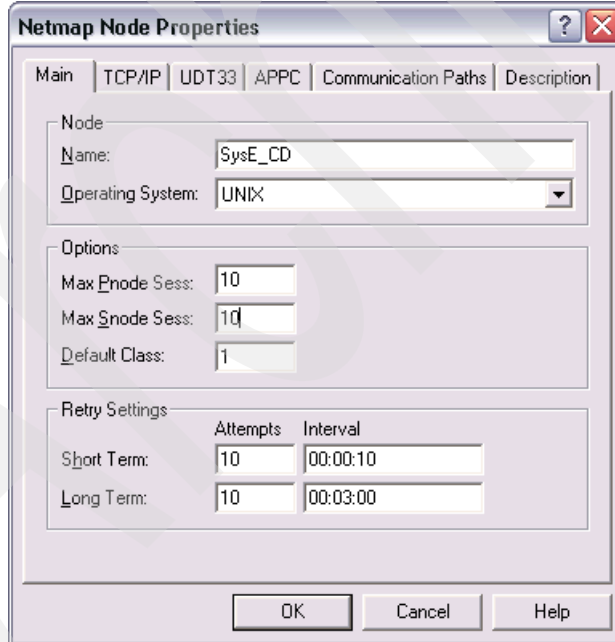 Netmap Node Properties
Main TCP/IP UDT33 APPC Communication Paths Description
Node
Name: SysE_CD
Operating System: UNIX
Options
Max Pnode Sess: 10
Max Snode Sess: 10
Default Class: 1
Retry Settings
Attempts Interval
Short Term: 10 00:00:10
Long Term: 10 00:03:00
OK Cancel Help